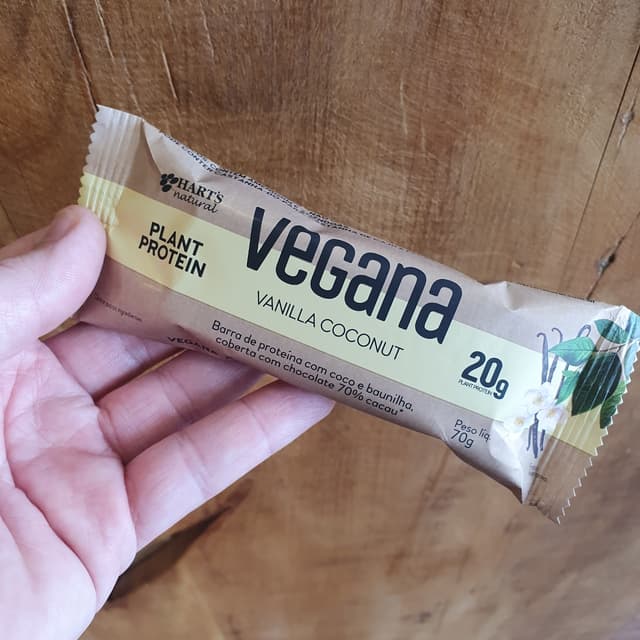 HART'S
natural
PLANT
PROTEIN
VEGANA
VANILLA COCONUT
Barra de proteína com coco e baunilha,
coberta com chocolate 70% cacau*
20g
PLANT PROTEIN
Peso líq.
70g